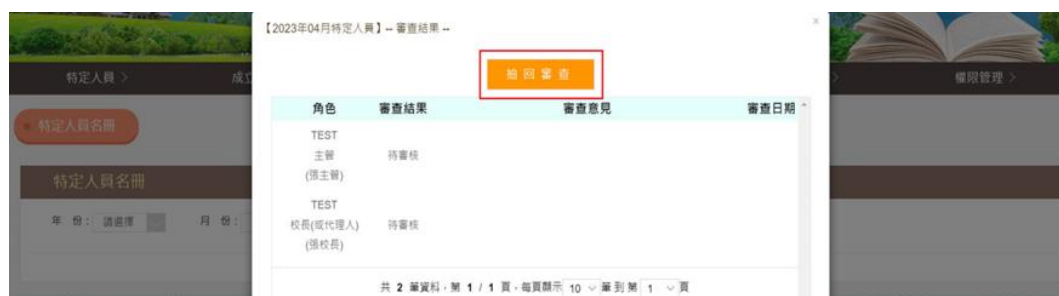 【2023年04月特定人員】-- 審查結果 --
×
抽回審查
特定人員 >
成立
權限管理 >
特定人員名冊
角色 審查結果 審查意見 審查日期
TEST
主管
(張主管)
待審核
特定人員名冊
TEST
校長(或代理人)
(張校長)
待審核
年 份: 請選擇
月 份:
共 2 筆資料，第 1 / 1 頁，每頁顯示 10 筆 到 第 1 頁